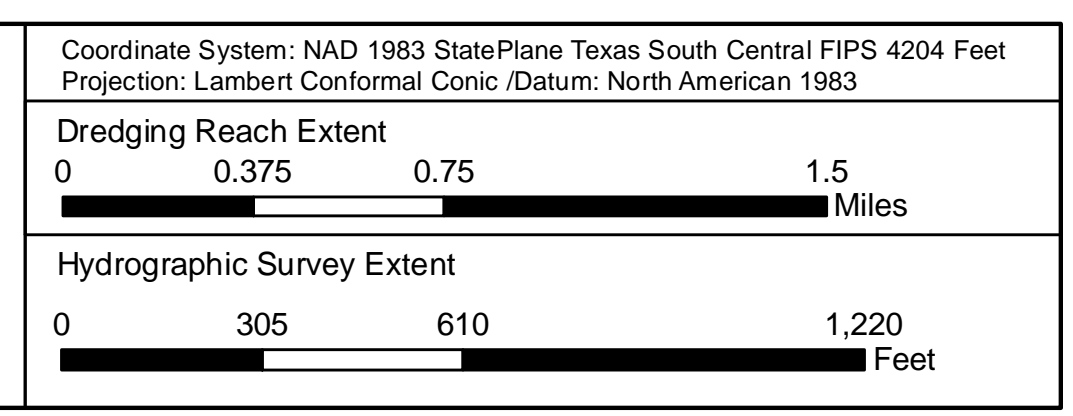 Coordinate System: NAD 1983 StatePlane Texas South Central FIPS 4204 Feet
Projection: Lambert Conformal Conic /Datum: North American 1983
Dredging Reach Extent
0 0.375 0.75 1.5
Miles
Hydrographic Survey Extent
0 305 610 1,220
Feet